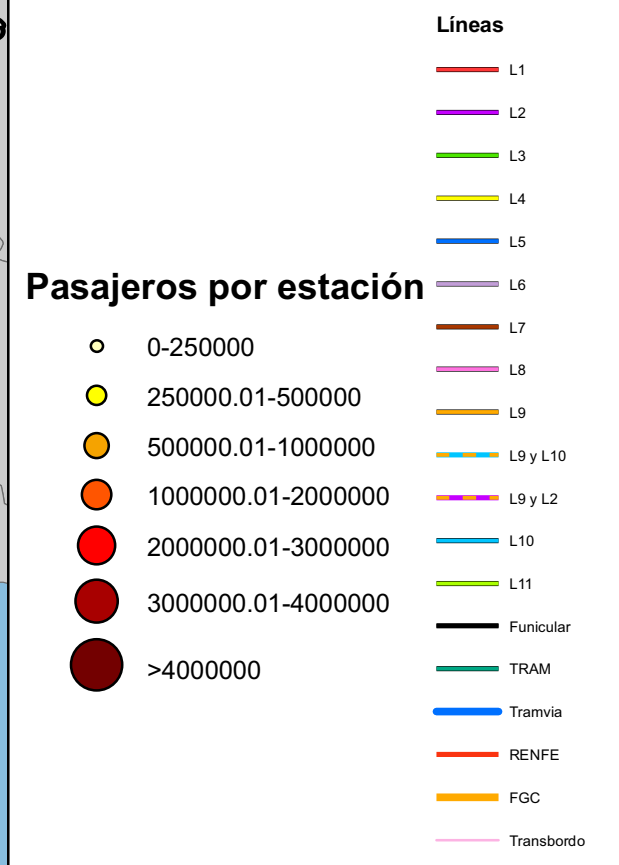 Pasajeros por estación
0-250000
250000.01-500000
500000.01-1000000
1000000.01-2000000
2000000.01-3000000
3000000.01-4000000
>4000000
Líneas
L1
L2
L3
L4
L5
L6
L7
L8
L9
L9 y L10
L9 y L2
L10
L11
Funicular
TRAM
Tramvia
RENFE
FGC
Transbordo